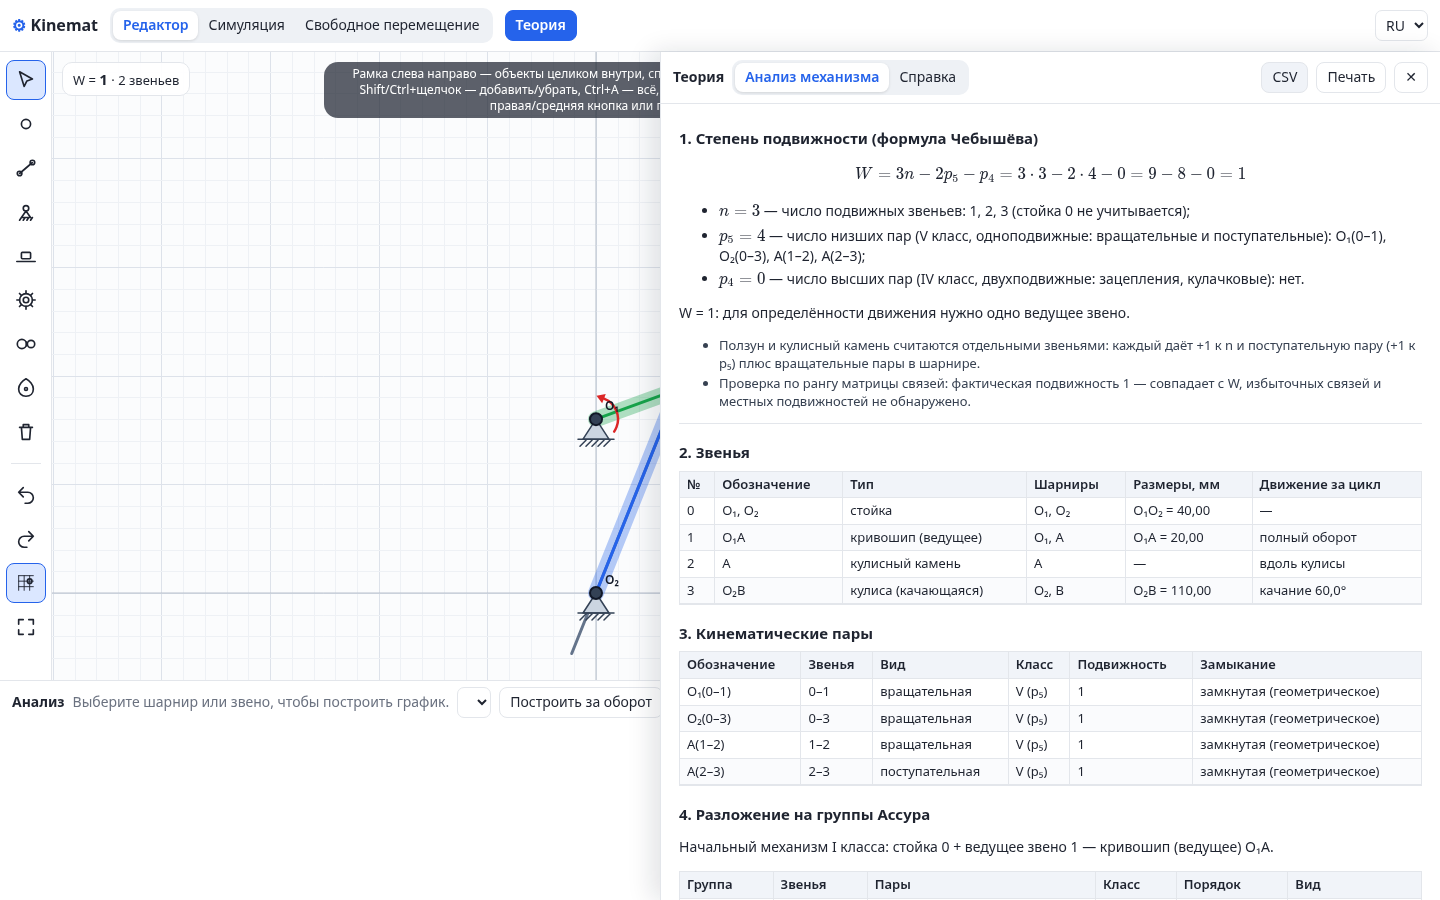 Kinemat
Редактор
Симуляция
Свободное перемещение
Теория
RU
W = 1 · 2 звеньев
Рамка слева направо — объекты целиком внутри,
Shift/Ctrl+щелчок — добавить/убрать, Ctrl+A — всё,
правая/средняя кнопка или
O₂
Анализ
Выберите шарнир или звено, чтобы построить график.
Построить за оборот
Теория
Анализ механизма
Справка
CSV
Печать
1. Степень подвижности (формула Чебышёва)
W = 3n − 2p₅ − p₄ = 3 · 3 − 2 · 4 − 0 = 9 − 8 − 0 = 1
n = 3 — число подвижных звеньев: 1, 2, 3 (стойка 0 не учитывается);
p₅ = 4 — число низших пар (V класс, одноподвижные: вращательные и поступательные): O₁(0–1),
O₂(0–3), A(1–2), A(2–3);
p₄ = 0 — число высших пар (IV класс, двухподвижные: зацепления, кулачковые): нет.
W = 1: для определённости движения нужно одно ведущее звено.
Ползун и кулисный камень считаются отдельными звеньями: каждый даёт +1 к n и поступательную пару (+1 к
p₅) плюс вращательные пары в шарнире.
Проверка по рангу матрицы связей: фактическая подвижность 1 — совпадает с W, избыточных связей и
местных подвижностей не обнаружено.
2. Звенья
№ Обозначение Тип Шарниры Размеры, мм Движение за цикл
0 O₁, O₂ стойка O₁, O₂ O₁O₂ = 40,00 —
1 O₁A кривошип (ведущее) O₁, A O₁A = 20,00 полный оборот
2 A кулисный камень A — вдоль кулисы
3 O₂B кулиса (качающаяся) O₂, B O₂B = 110,00 качание 60,0°
3. Кинематические пары
Обозначение Звенья Вид Класс Подвижность Замыкание
O₁(0–1) 0–1 вращательная V (p₅) 1 замкнутая (геометрическое)
O₂(0–3) 0–3 вращательная V (p₅) 1 замкнутая (геометрическое)
A(1–2) 1–2 вращательная V (p₅) 1 замкнутая (геометрическое)
A(2–3) 2–3 поступательная V (p₅) 1 замкнутая (геометрическое)
4. Разложение на группы Ассура
Начальный механизм I класса: стойка 0 + ведущее звено 1 — кривошип (ведущее) O₁A.
Группа Звенья Пары Класс Порядок Вид